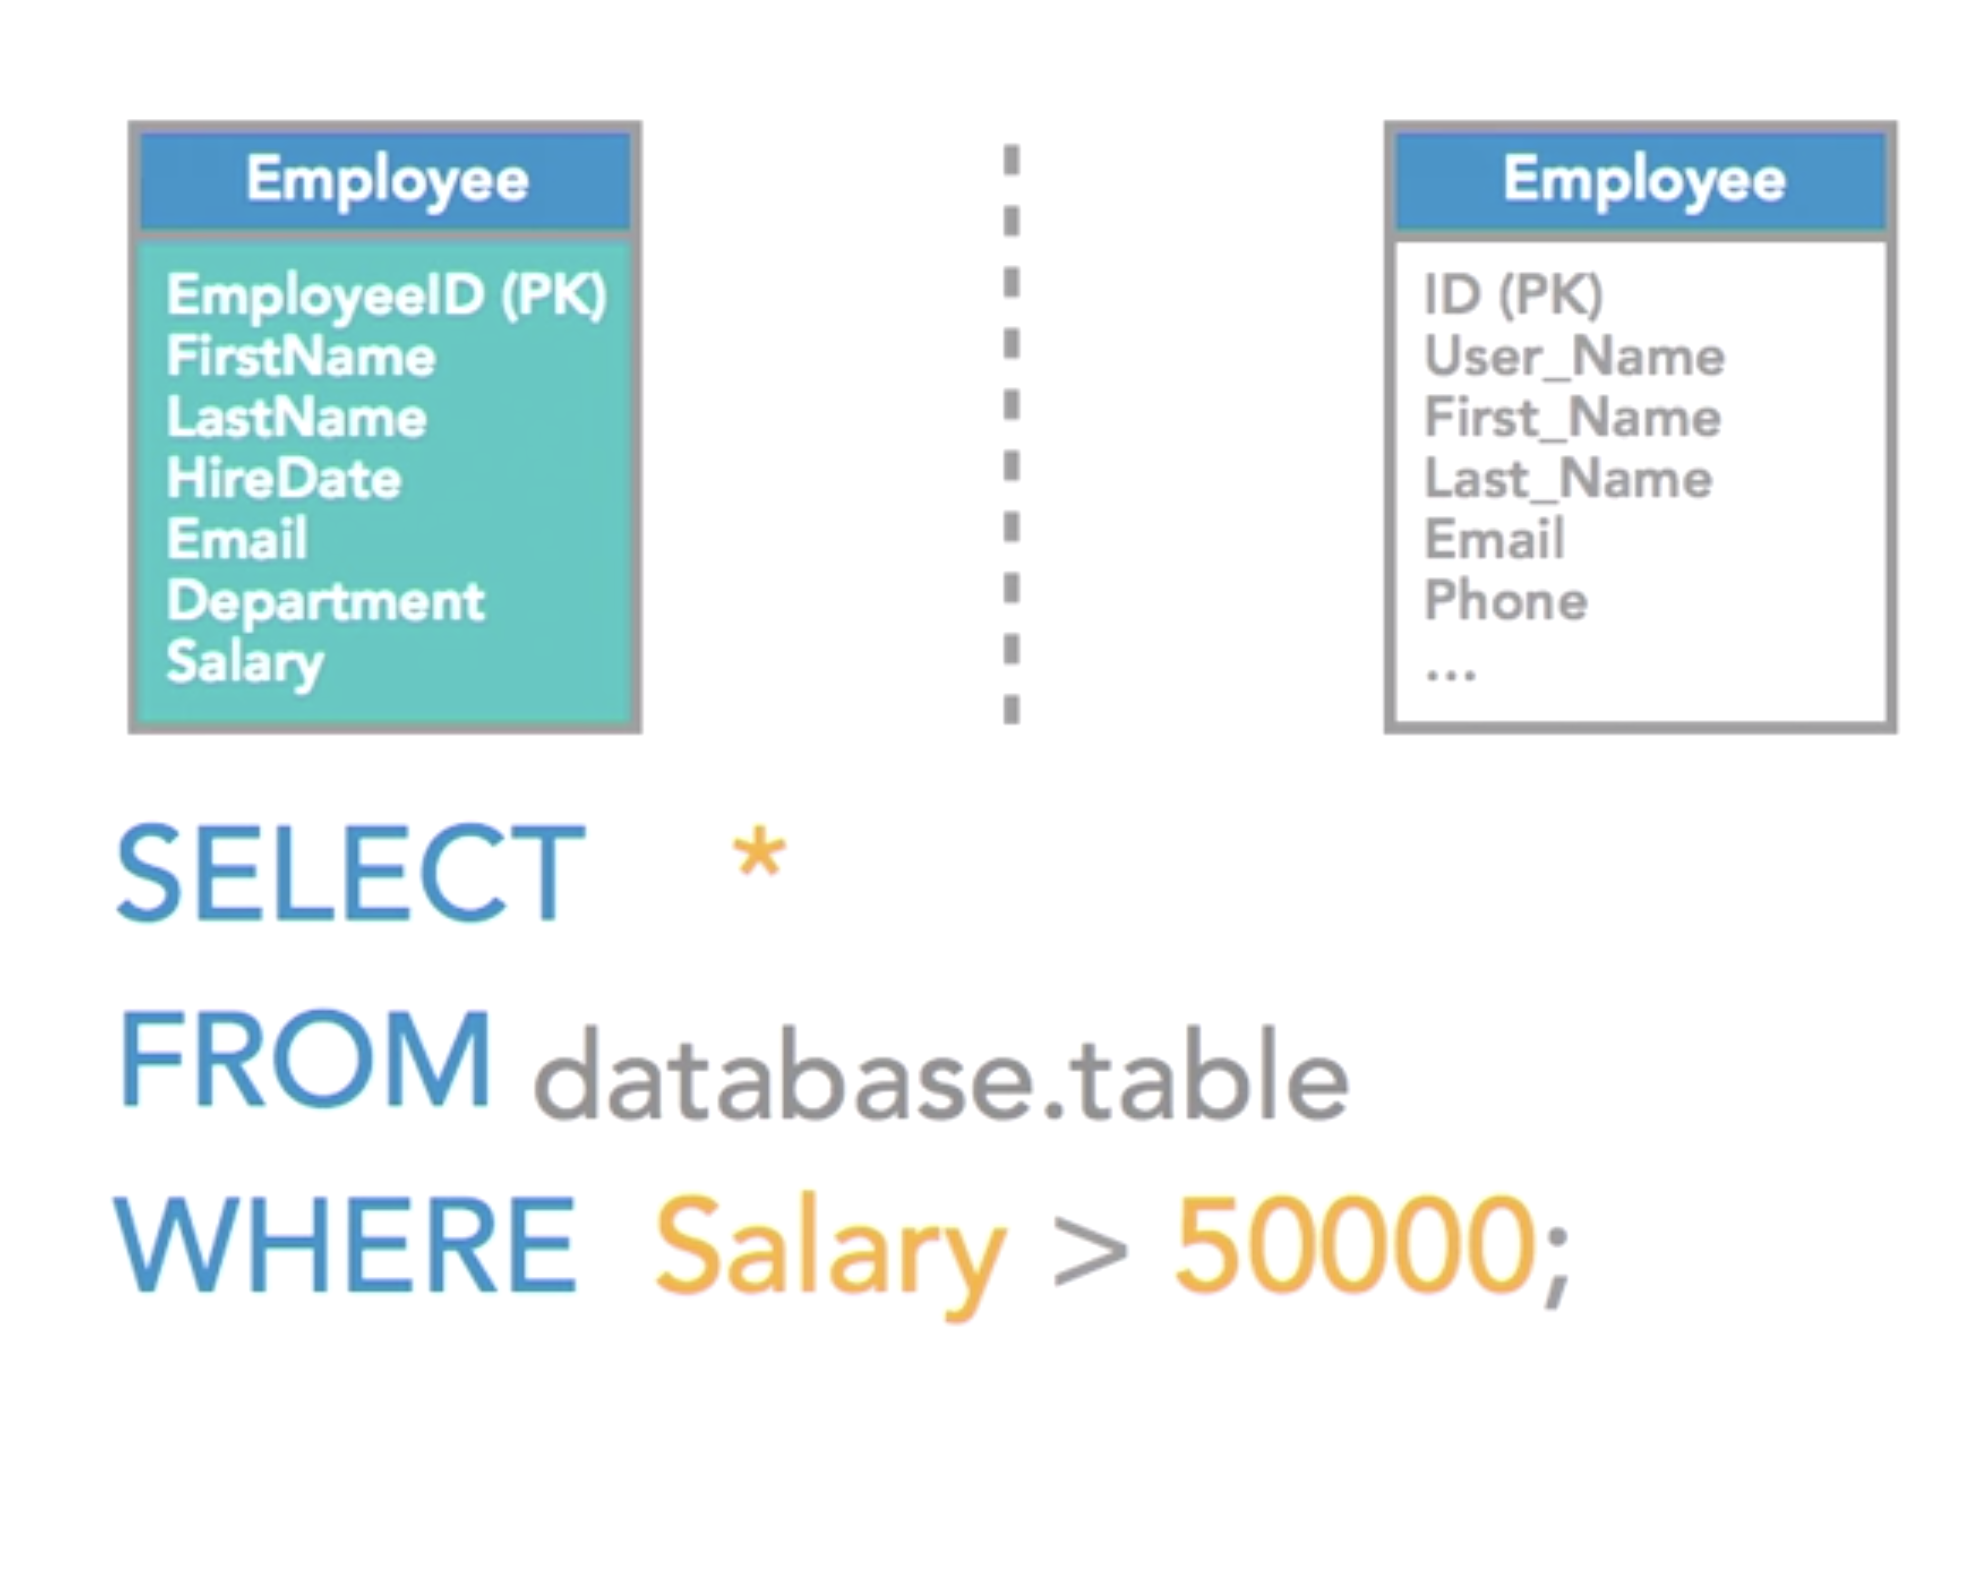 Employee
EmployeeID (PK)
FirstName
LastName
HireDate
Email
Department
Salary
Employee
ID (PK)
User_Name
First_Name
Last_Name
Email
Phone
...
SELECT *
FROM database.table
WHERE Salary > 50000;